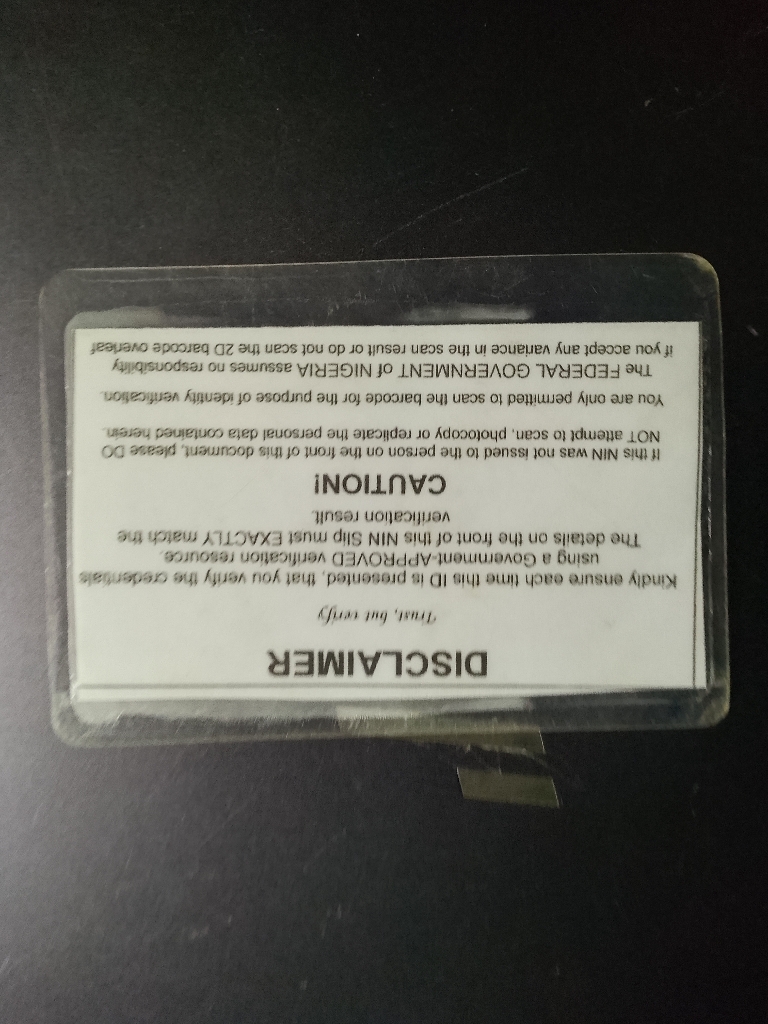 DISCLAIMER
Trust, but verify
Kindly ensure each time this ID is presented, that you verify the credentials
using a Government-APPROVED verification resource.
The details on the front of this NIN Slip must EXACTLY match the
verification result.
CAUTION!
If this NIN was not issued to the person on the front of this document, please DO
NOT attempt to scan, photocopy or replicate the personal data contained herein.
You are only permitted to scan the barcode for the purpose of identity verification.
The FEDERAL GOVERNMENT of NIGERIA assumes no responsibility
if you accept any variance in the scan result or do not scan the 2D barcode overleaf